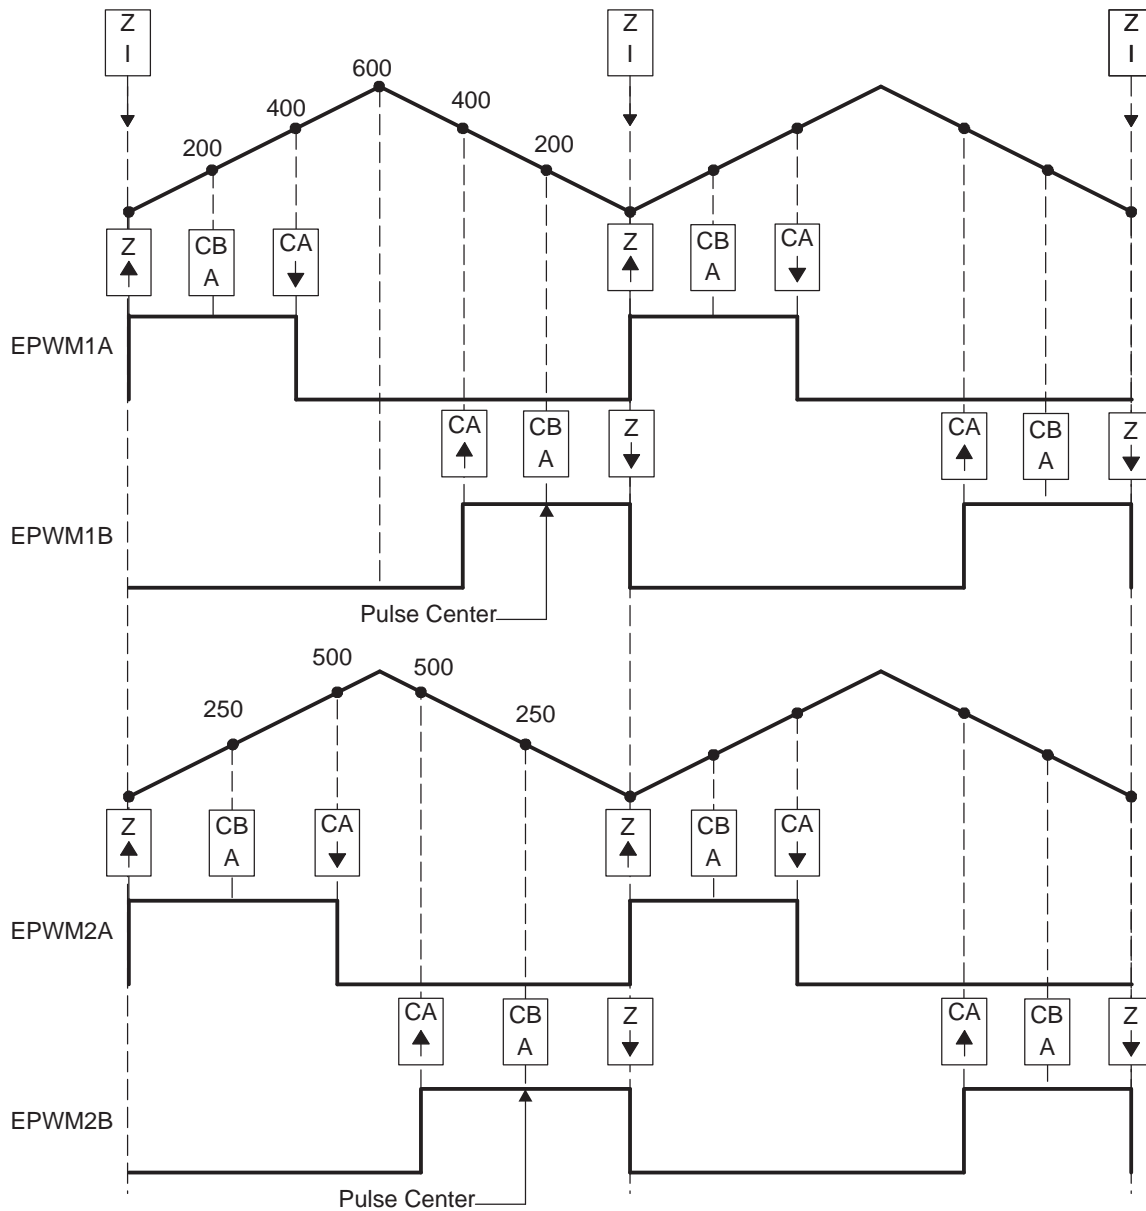 Z Z Z
I I I
600
400 400
200 200
Z CB CA Z CB CA
A A
EPWM1A
CA CB Z CA CB Z
A A
EPWM1B
Pulse Center
500 500
250 250
Z CB CA Z CB CA
A A
EPWM2A
CA CB Z CA CB Z
A A
EPWM2B
Pulse Center